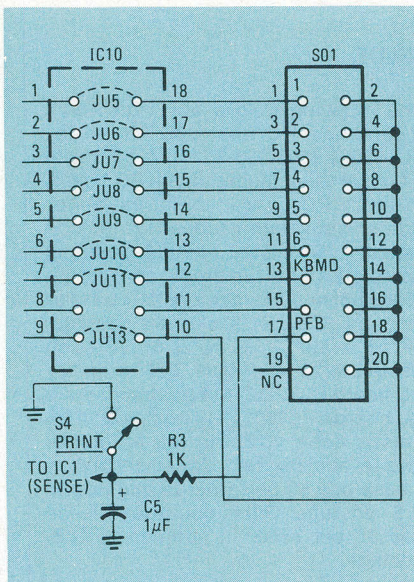 IC10 S01
1 JU5 18 1 1 2
2 JU6 17 3 2 4
3 JU7 16 5 3 6
4 JU8 15 7 4 8
5 JU9 14 9 5 10
6 JU10 13 11 6 12
7 JU11 12 13 KBMD 14
8 11 15 16
9 JU13 10 17 PFB 18
19 20
NC
S4
PRINT
R3
1K
TO IC1
(SENSE)
+
C5
1μF